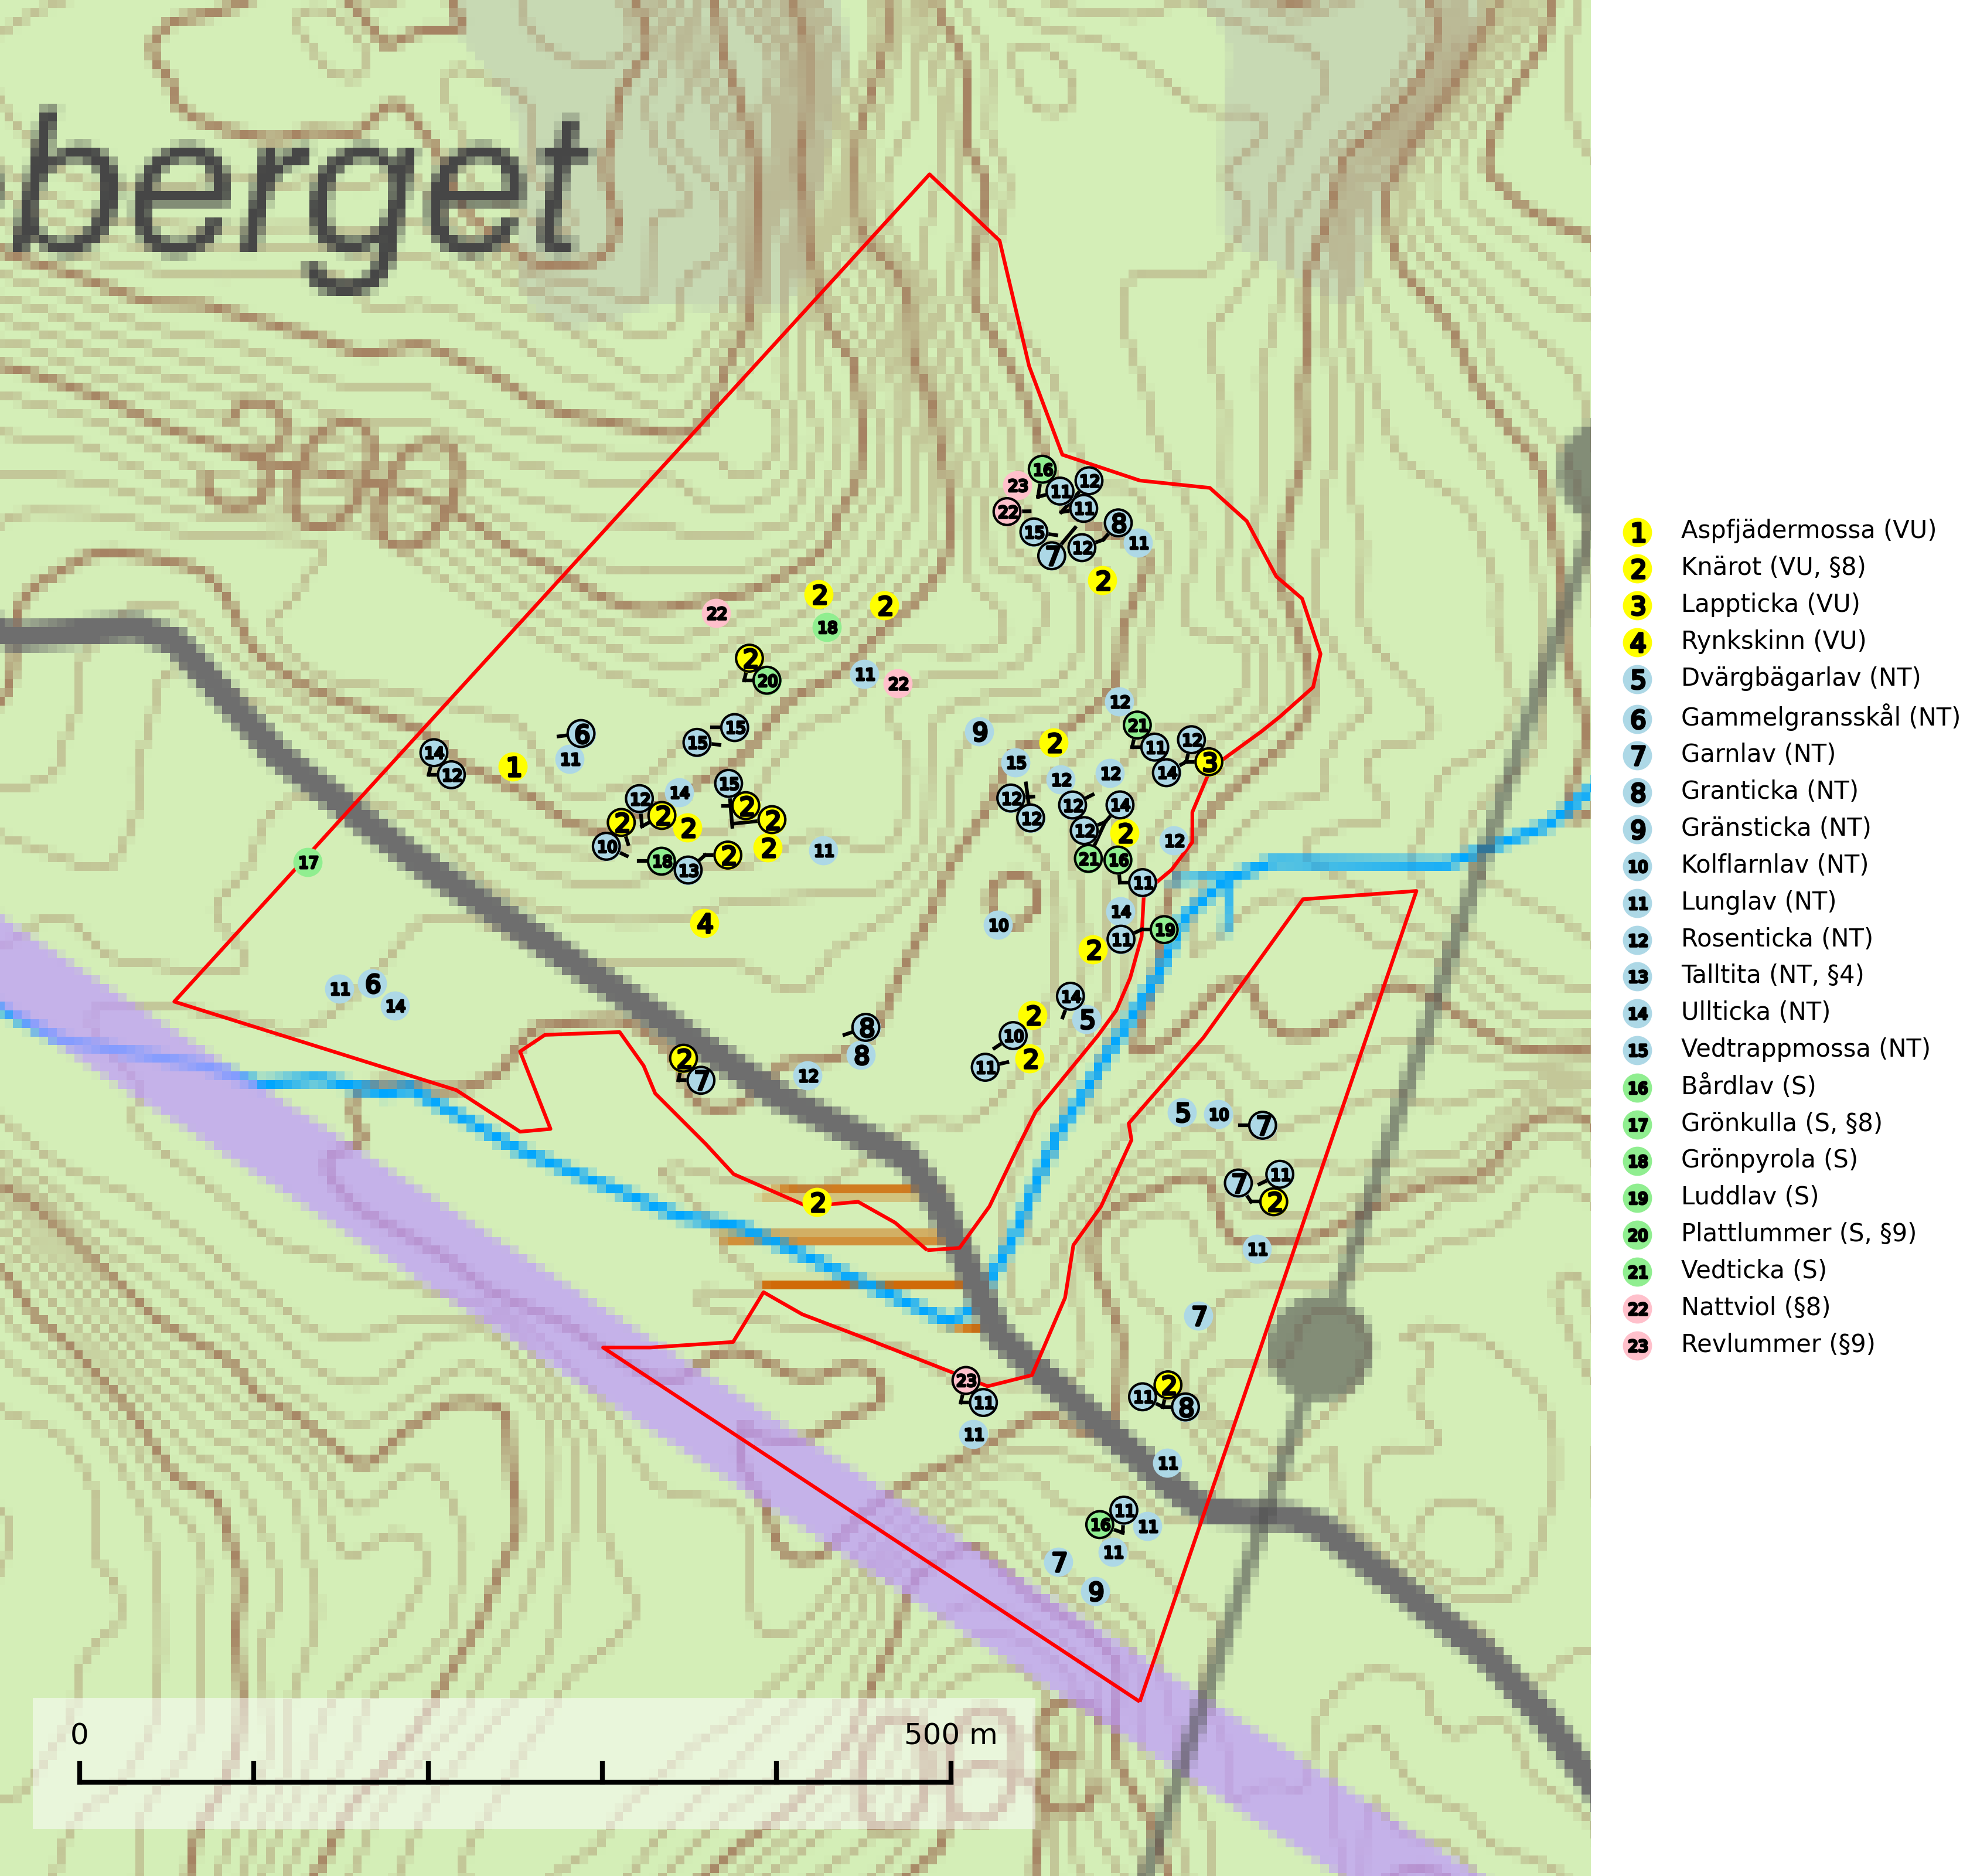 berget
300
1 Aspfjädermossa (VU)
2 Knärot (VU, §8)
3 Lappticka (VU)
4 Rynkskinn (VU)
5 Dvärgbägarlav (NT)
6 Gammelgransskål (NT)
7 Garnlav (NT)
8 Granticka (NT)
9 Gränsticka (NT)
10 Kolflarnlav (NT)
11 Lunglav (NT)
12 Rosenticka (NT)
13 Talltita (NT, §4)
14 Ullticka (NT)
15 Vedtrappmossa (NT)
16 Bårdlav (S)
17 Grönkulla (S, §8)
18 Grönpyrola (S)
19 Luddlav (S)
20 Plattlummer (S, §9)
21 Vedticka (S)
22 Nattviol (§8)
23 Revlummer (§9)
0 500 m